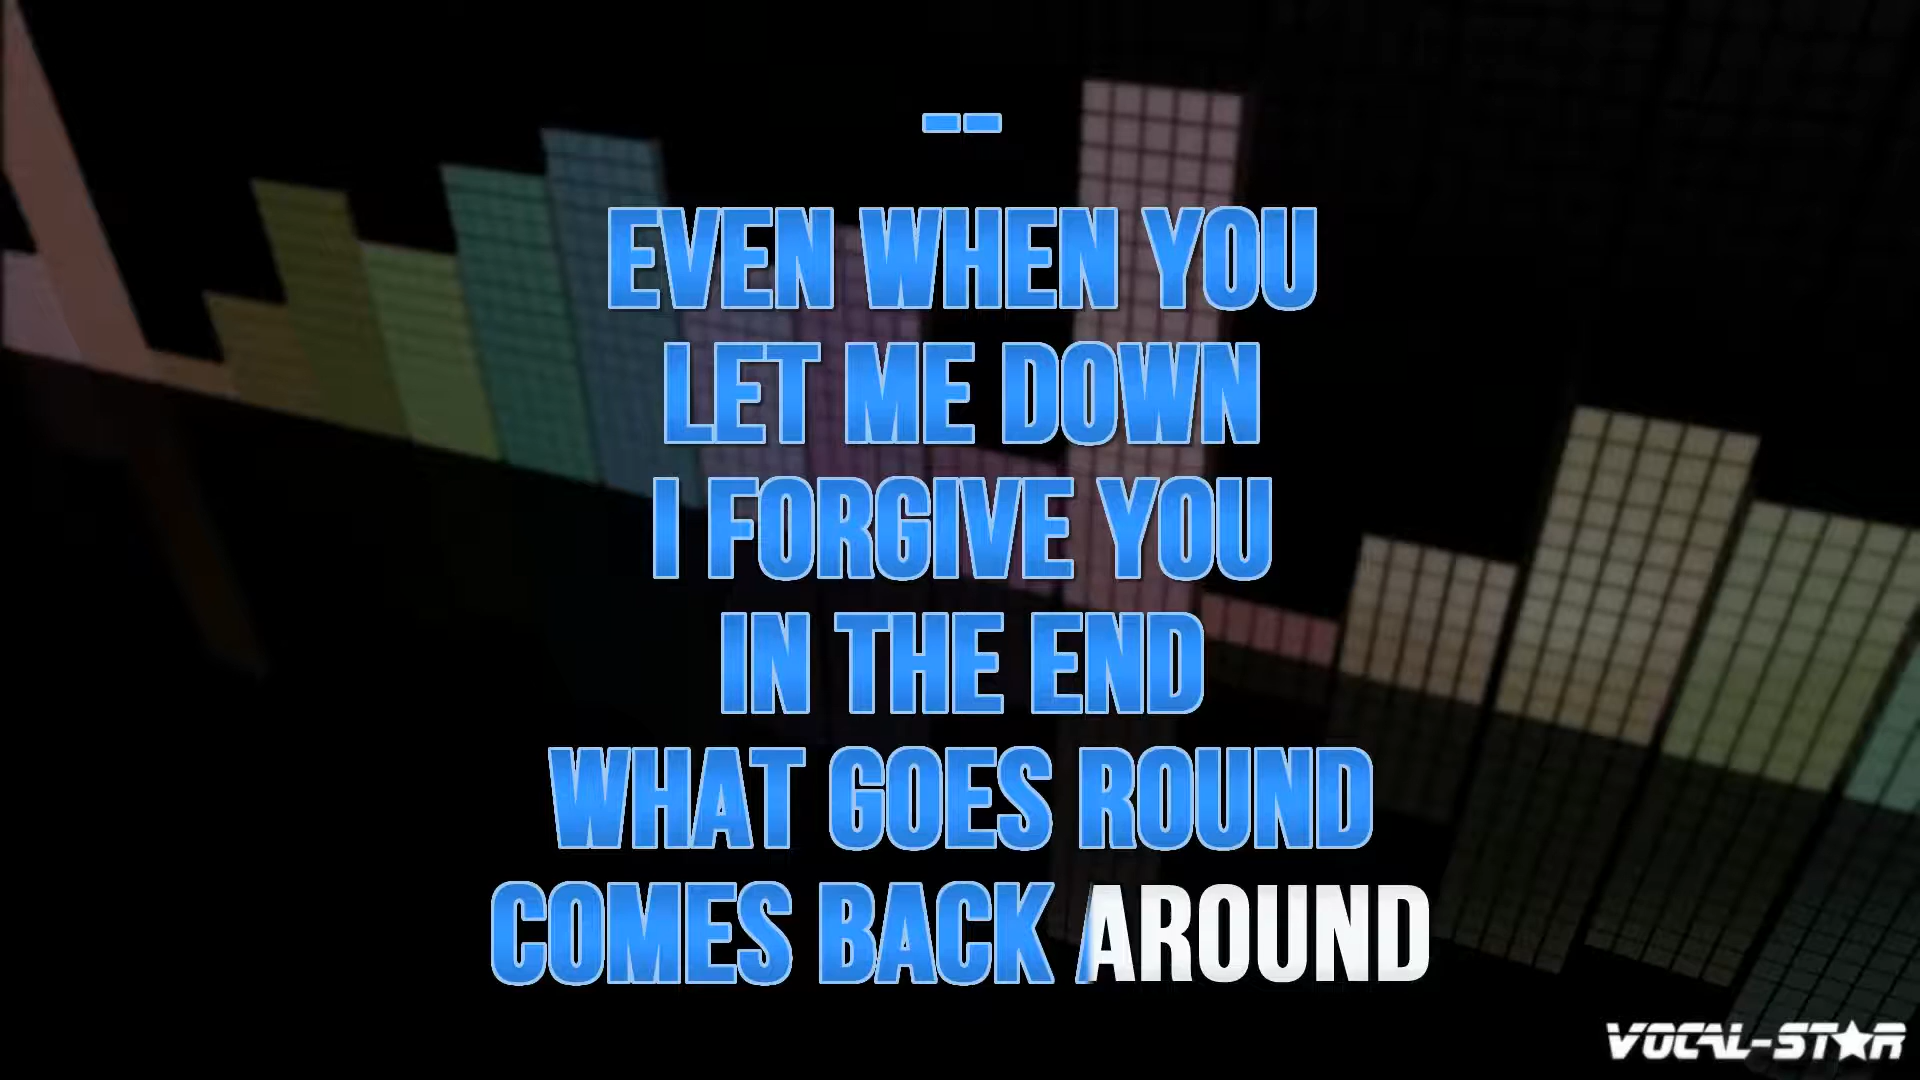 --
EVEN WHEN YOU
LET ME DOWN
I FORGIVE YOU
IN THE END
WHAT GOES ROUND
COMES BACK AROUND
VOCAL-STAR